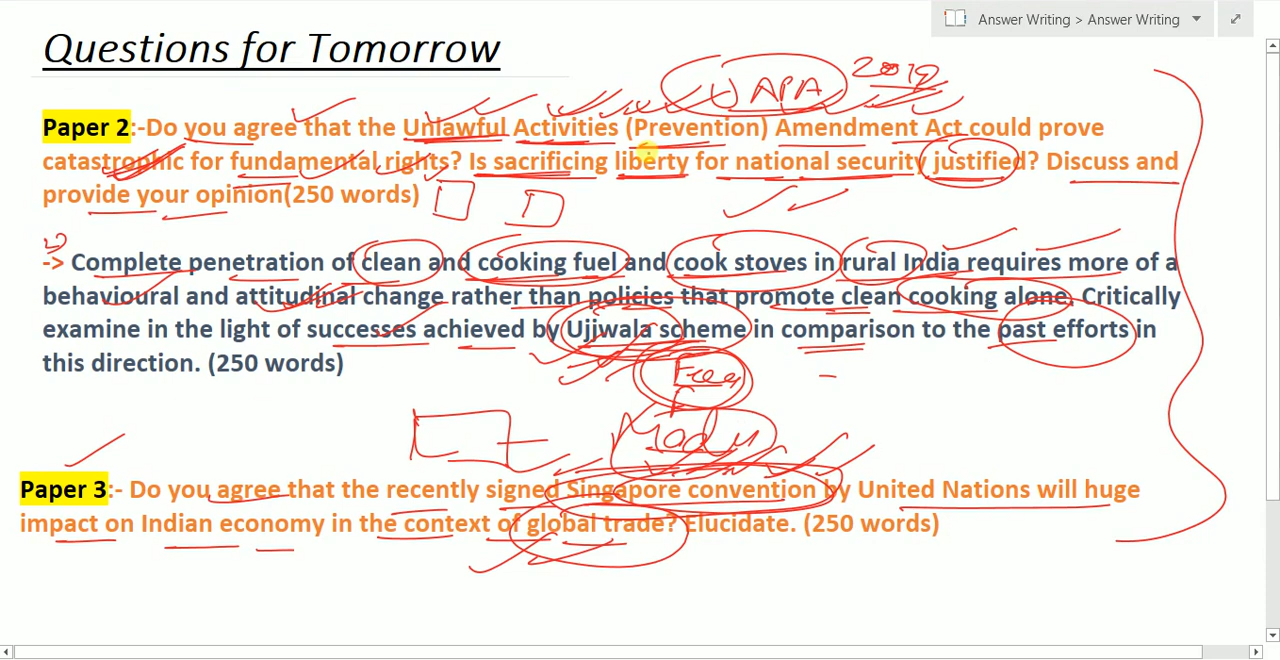 Answer Writing > Answer Writing
Questions for Tomorrow
UAPA 2019
Paper 2:-Do you agree that the Unlawful Activities (Prevention) Amendment Act could prove
catastrophic for fundamental rights? Is sacrificing liberty for national security justified? Discuss and
provide your opinion(250 words)
-> Complete penetration of clean and cooking fuel and cook stoves in rural India requires more of a
behavioural and attitudinal change rather than policies that promote clean cooking alone. Critically
examine in the light of successes achieved by Ujjwala scheme in comparison to the past efforts in
this direction. (250 words)
Paper 3:- Do you agree that the recently signed Singapore convention by United Nations will huge
impact on Indian economy in the context of global trade? Elucidate. (250 words)